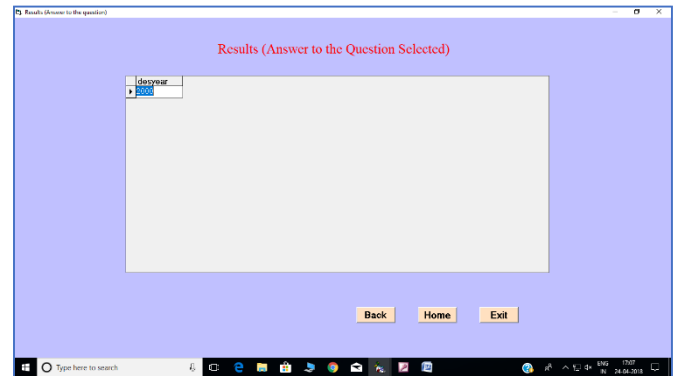 Results (Answer to the question)
Results (Answer to the Question Selected)
desyear
2000
Back Home Exit
Type here to search
ENG 17:07
IN 24-04-2018